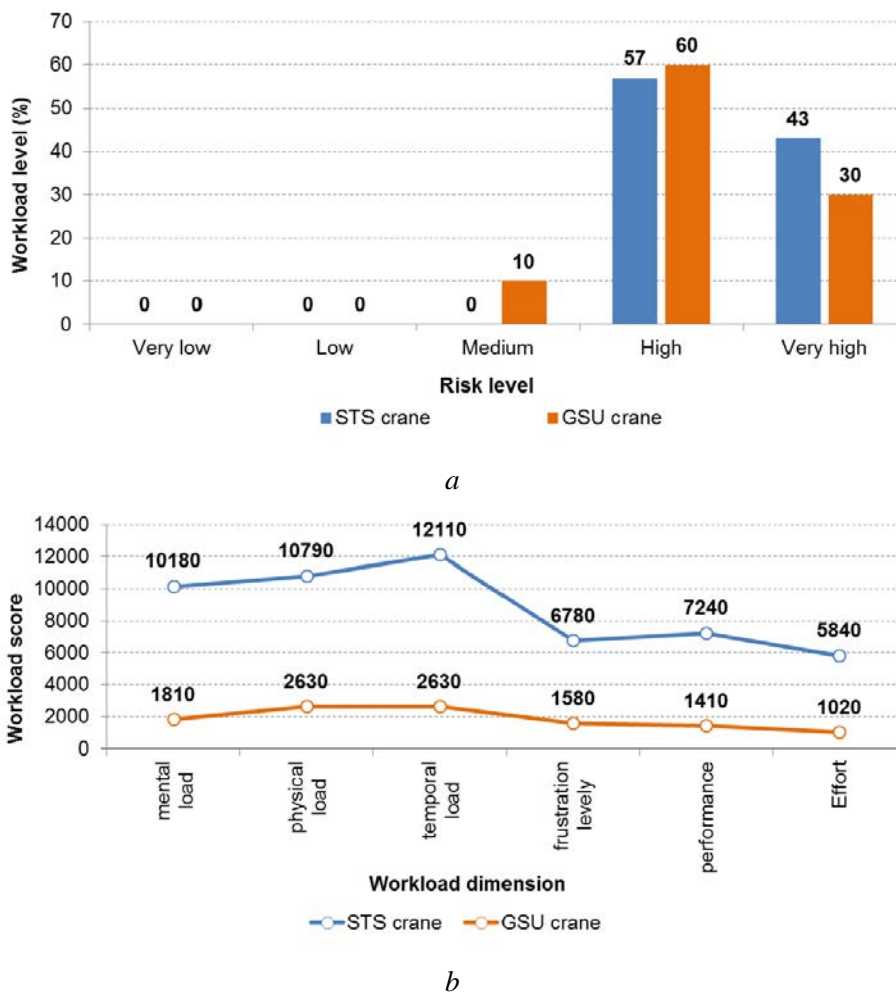 70
60
50
40
30
20
10
0
Workload level (%)
0 0
0 0
0 10
57 60
43 30
Very low Low Medium High Very high
Risk level
STS crane GSU crane
a
14000
12000
10000
8000
6000
4000
2000
0
Workload score
10180 10790 12110 6780 7240 5840
1810 2630 2630 1580 1410 1020
mental
load
physical
load
temporal
load
frustration
levely
performance
Effort
Workload dimension
STS crane GSU crane
b